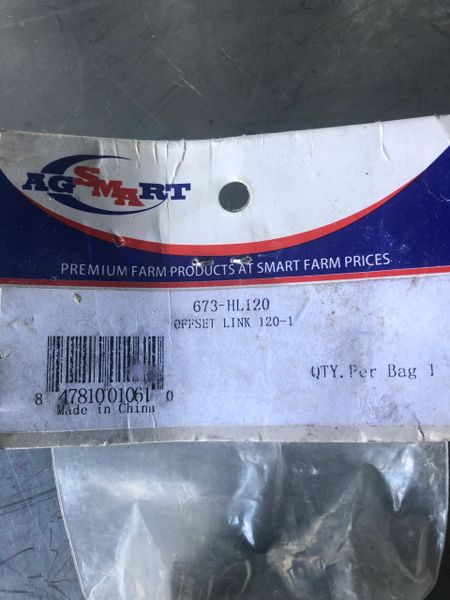 AGSMART
PREMIUM FARM PRODUCTS AT SMART FARM PRICES
673-HL120
OFFSET LINK 120-1
QTY.Per Bag 1
8 47810 01061 0
Made in China